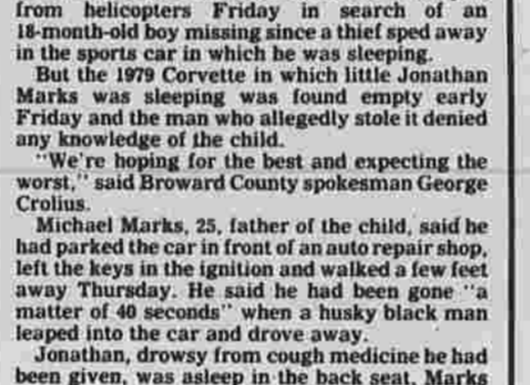 from helicopters Friday in search of an
18-month-old boy missing since a thief sped away
in the sports car in which he was sleeping.
But the 1979 Corvette in which little Jonathan
Marks was sleeping was found empty early
Friday and the man who allegedly stole it denied
any knowledge of the child.
"We're hoping for the best and expecting the
worst," said Broward County spokesman George
Crolius.
Michael Marks, 25, father of the child, said he
had parked the car in front of an auto repair shop,
left the keys in the ignition and walked a few feet
away Thursday. He said he had been gone "a
matter of 40 seconds" when a husky black man
leaped into the car and drove away.
Jonathan, drowsy from cough medicine he had
been given, was asleep in the back seat. Marks